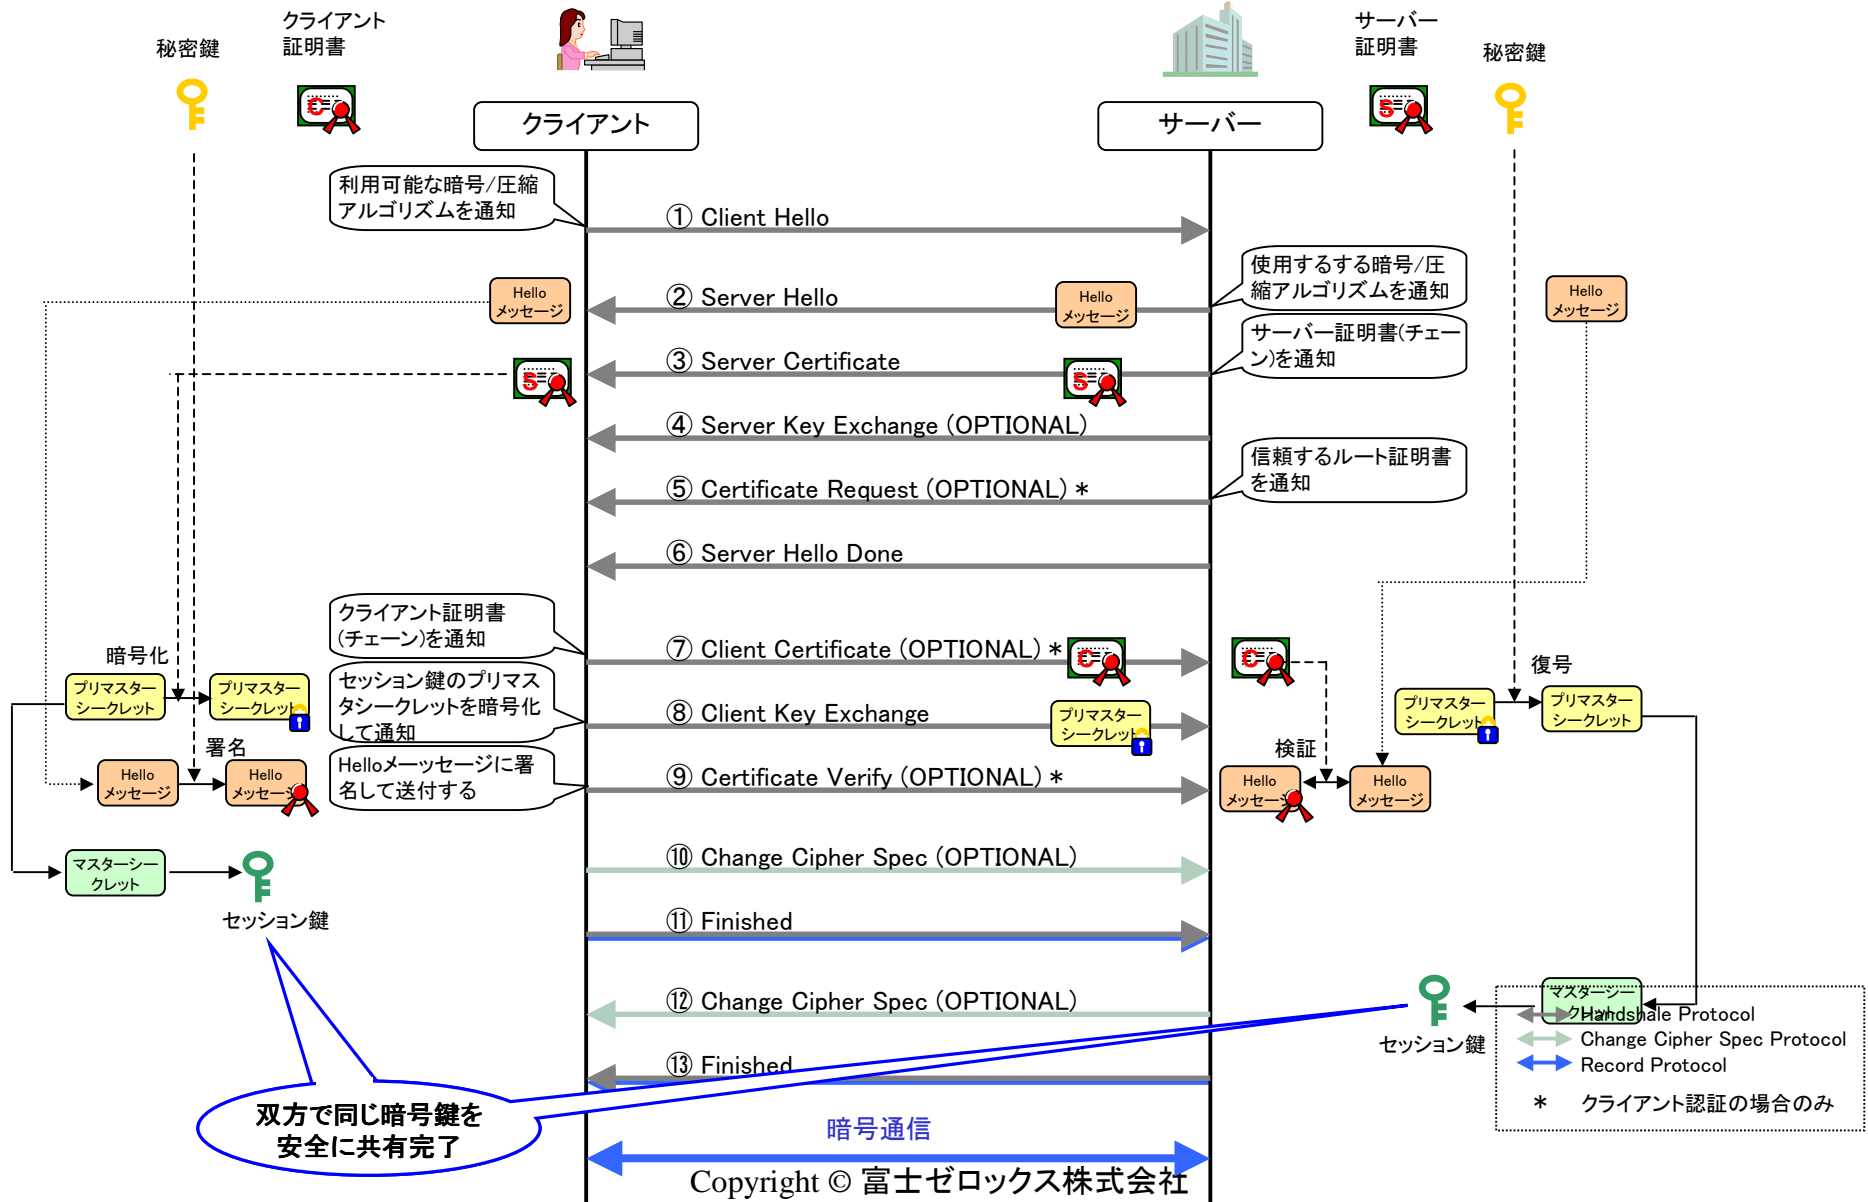 クライアント
証明書
秘密鍵
サーバー
証明書
秘密鍵
クライアント
サーバー
利用可能な暗号/圧縮
アルゴリズムを通知
① Client Hello
使用するする暗号/圧
縮アルゴリズムを通知
Hello
メッセージ
② Server Hello
Hello
メッセージ
Hello
メッセージ
サーバー証明書(チェー
ン)を通知
③ Server Certificate
S
S
④ Server Key Exchange (OPTIONAL)
信頼するルート証明書
を通知
⑤ Certificate Request (OPTIONAL) *
⑥ Server Hello Done
クライアント証明書
(チェーン)を通知
⑦ Client Certificate (OPTIONAL) *
C
C
暗号化
復号
プリマスター
シークレット
プリマスター
シークレット
セッション鍵のプリマス
タシークレットを暗号化
して通知
⑧ Client Key Exchange
プリマスター
シークレット
プリマスター
シークレット
プリマスター
シークレット
署名
検証
Hello
メッセージ
Hello
メッセージ
Helloメーッセージに署
名して送付する
⑨ Certificate Verify (OPTIONAL) *
Hello
メッセージ
Hello
メッセージ
マスターシー
クレット
セッション鍵
⑩ Change Cipher Spec (OPTIONAL)
⑪ Finished
⑫ Change Cipher Spec (OPTIONAL)
マスターシー
クレット
セッション鍵
Handshale Protocol
Change Cipher Spec Protocol
Record Protocol
* クライアント認証の場合のみ
⑬ Finished
双方で同じ暗号鍵を
安全に共有完了
暗号通信
Copyright © 富士ゼロックス株式会社
C
S